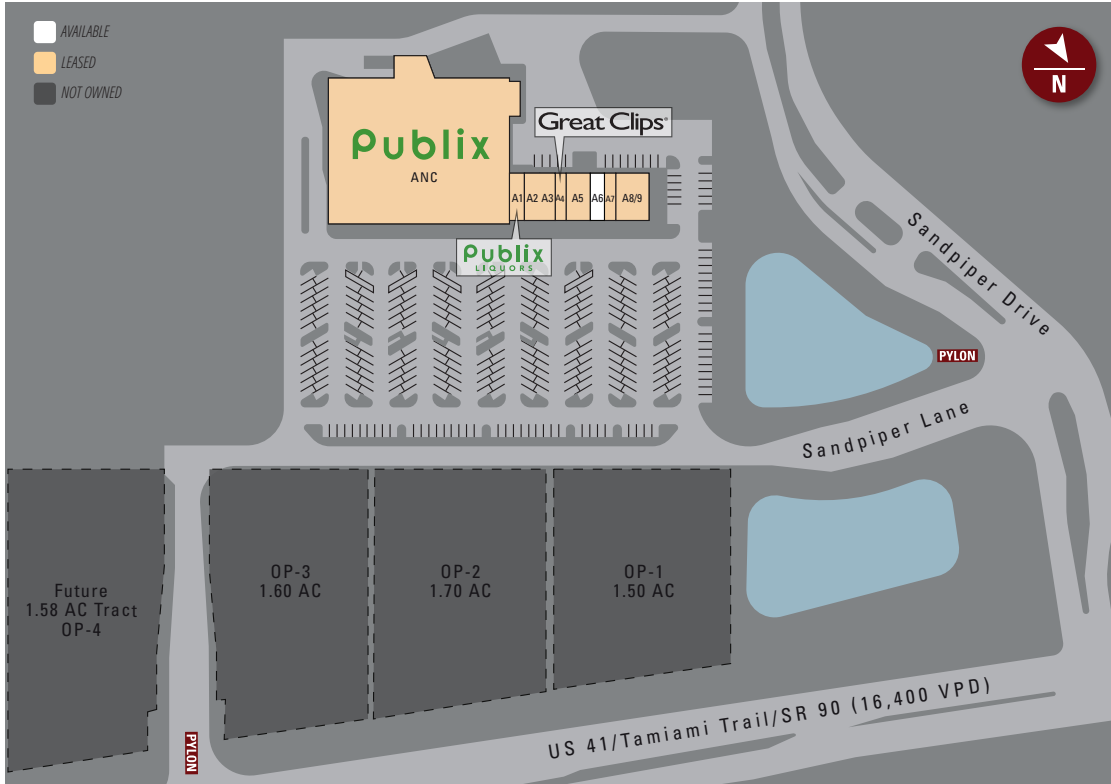 AVAILABLE
LEASED
NOT OWNED
N
Publix
ANC
Great Clips®
A1 A2 A3 A4 A5 A6 A7 A8/9
Publix
LIQUORS
Sandpiper Drive
PYLON
Sandpiper Lane
Future
1.58 AC Tract
OP-4
OP-3
1.60 AC
OP-2
1.70 AC
OP-1
1.50 AC
US 41/Tamiami Trail/SR 90 (16,400 VPD)
PYLON